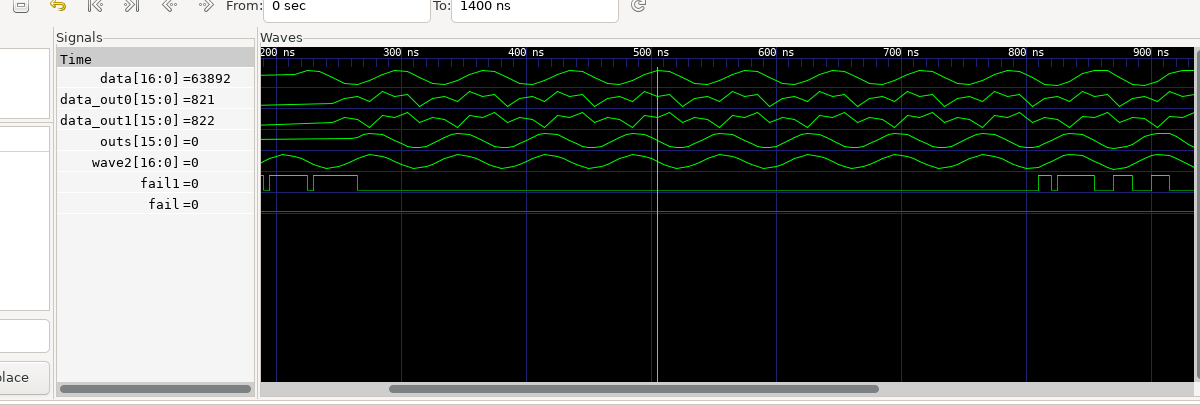 From: 0 sec To: 1400 ns
Signals Waves
Time
200 ns 300 ns 400 ns 500 ns 600 ns 700 ns 800 ns 900 ns
data[16:0] =63892
data_out0[15:0] =821
data_out1[15:0] =822
outs[15:0] =0
wave2[16:0] =0
fail1 =0
fail =0
lace